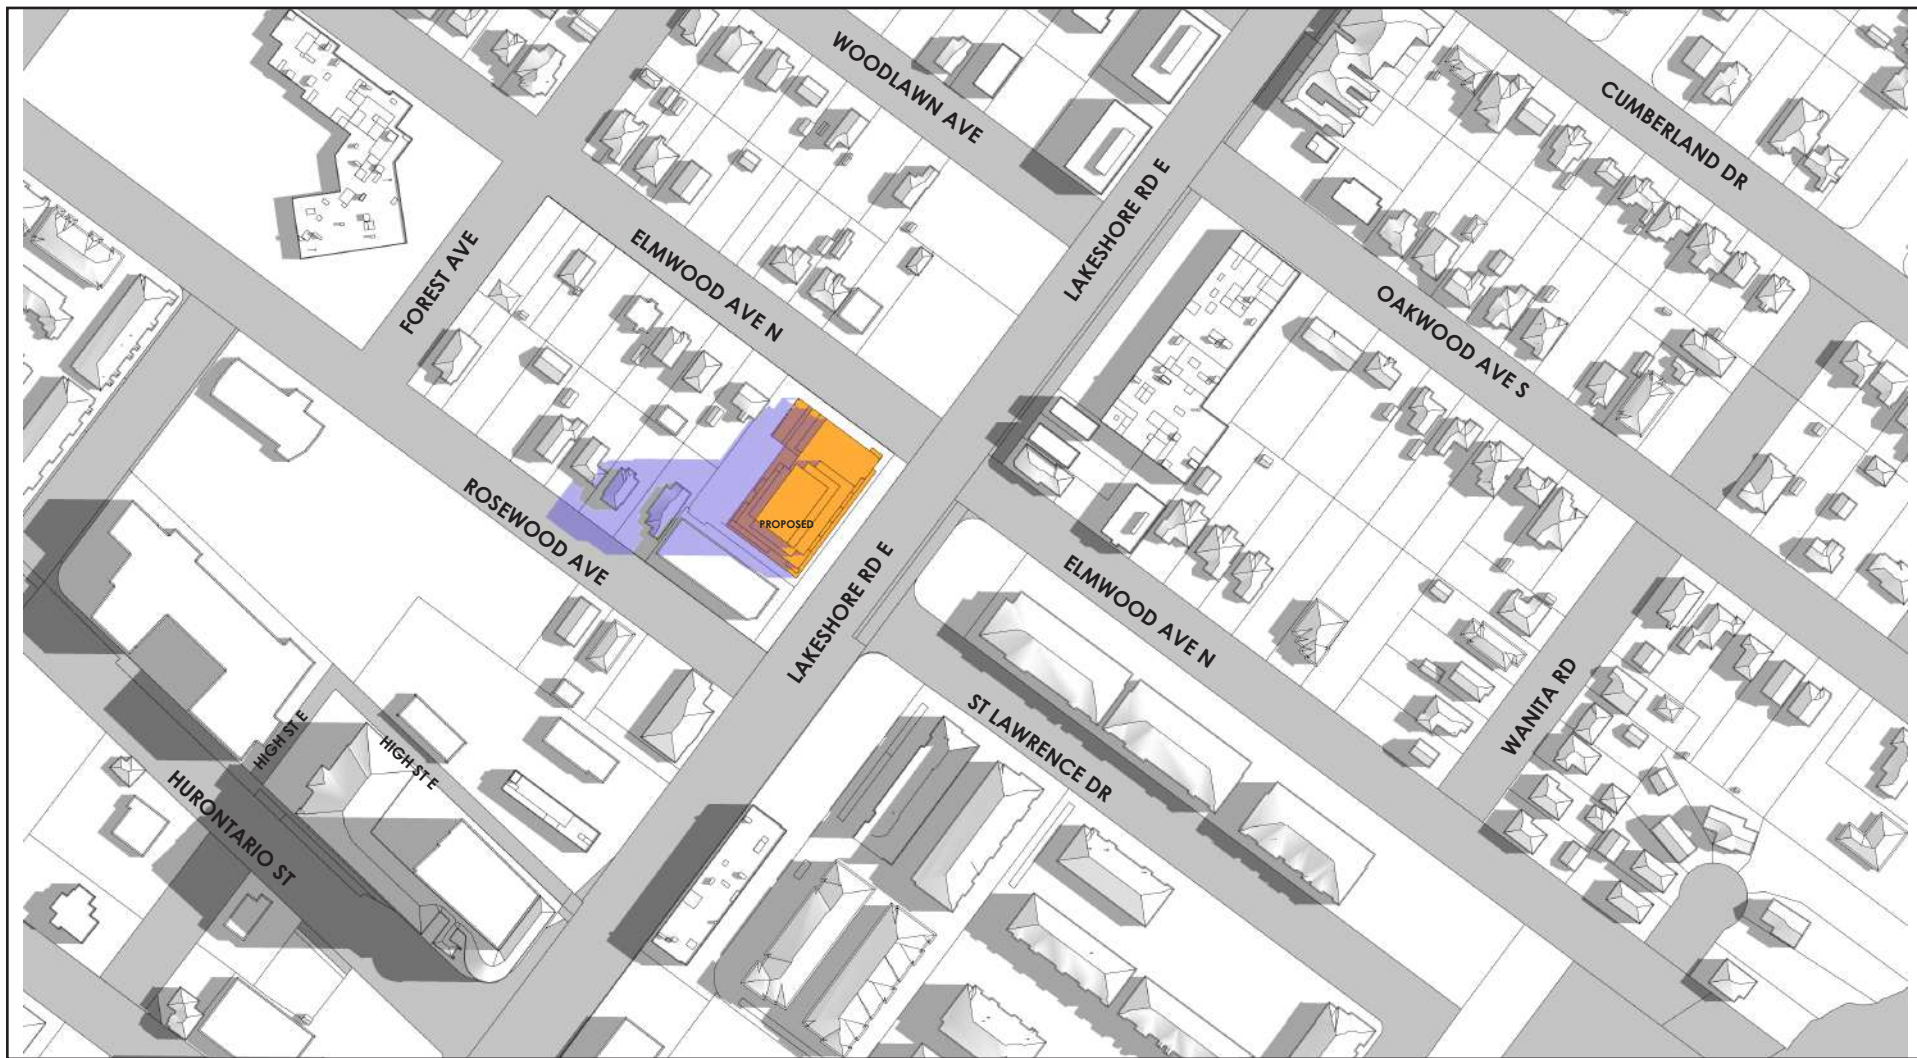 WOODLAWN AVE
CUMBERLAND DR
LAKESHORE RD E
FOREST AVE
ELMWOOD AVE N
OAKWOOD AVE S
PROPOSED
ROSEWOOD AVE
LAKESHORE RD E
ELMWOOD AVE N
ST LAWRENCE DR
WANITA RD
HIGH ST E
HIGH ST E
HURONTARIO ST